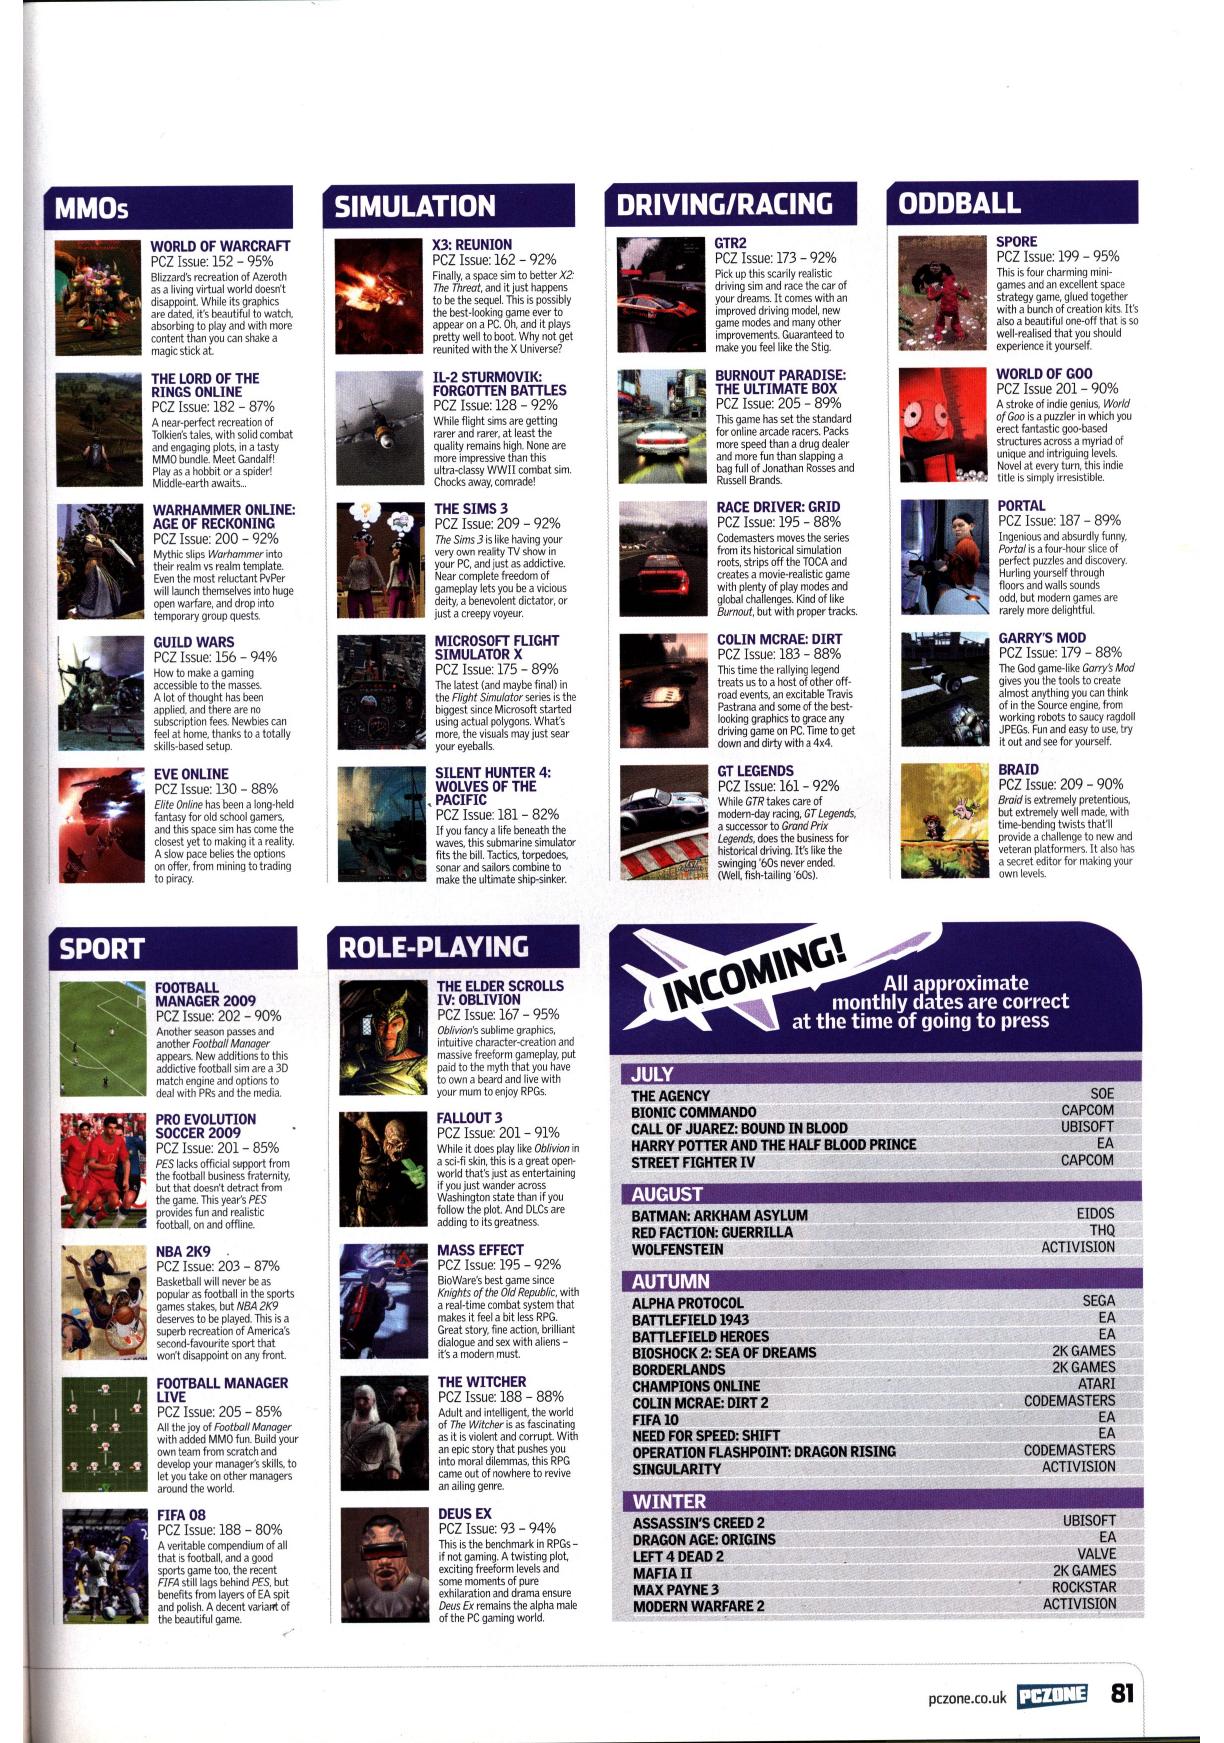 MMOs
WORLD OF WARCRAFT
PCZ Issue: 152 – 95%
Blizzard's recreation of Azeroth
as a living virtual world doesn't
disappoint. While its graphics
are dated, it's beautiful to watch,
absorbing to play and with more
content than you can shake a
magic stick at.
THE LORD OF THE
RINGS ONLINE
PCZ Issue: 182 – 87%
A near-perfect recreation of
Tolkien's tales, with solid combat
and engaging plots, in a tasty
MMO bundle. Meet Gandalf!
Play as a hobbit or a spider!
Middle-earth awaits...
WARHAMMER ONLINE:
AGE OF RECKONING
PCZ Issue: 200 – 92%
Mythic slips Warhammer into
their realm vs realm template.
Even the most reluctant PvPer
will launch themselves into huge
open warfare, and drop into
temporary group quests.
GUILD WARS
PCZ Issue: 156 – 94%
How to make a gaming
accessible to the masses.
A lot of thought has been
applied, and there are no
subscription fees. Newbies can
feel at home, thanks to a totally
skills-based setup.
EVE ONLINE
PCZ Issue: 130 – 88%
Elite Online has been a long-held
fantasy for old school gamers,
and this space sim has come the
closest yet to making it a reality.
A slow pace belies the options
on offer, from mining to trading
to piracy.
SIMULATION
X3: REUNION
PCZ Issue: 162 – 92%
Finally, a space sim to better X2:
The Threat, and it just happens
to be the sequel. This is possibly
the best-looking game ever to
appear on a PC. Oh, and it plays
pretty well to boot. Why not get
reunited with the X Universe?
IL-2 STURMOVIK:
FORGOTTEN BATTLES
PCZ Issue: 128 – 92%
While flight sims are getting
rarer and rarer, at least the
quality remains high. None are
more impressive than this
ultra-classy WWII combat sim.
Chocks away, comrade!
THE SIMS 3
PCZ Issue: 209 – 92%
The Sims 3 is like having your
very own reality TV show in
your PC, and just as addictive.
Near complete freedom of
gameplay lets you be a vicious
deity, a benevolent dictator, or
just a creepy voyeur.
MICROSOFT FLIGHT
SIMULATOR X
PCZ Issue: 175 – 89%
The latest (and maybe final) in
the Flight Simulator series is the
biggest since Microsoft started
using actual polygons. What's
more, the visuals may just sear
your eyeballs.
SILENT HUNTER 4:
WOLVES OF THE
PACIFIC
PCZ Issue: 181 – 82%
If you fancy a life beneath the
waves, this submarine simulator
fits the bill. Tactics, torpedoes,
sonar and sailors combine to
make the ultimate ship-sinker.
DRIVING/RACING
GTR2
PCZ Issue: 173 – 92%
Pick up this scarily realistic
driving sim and race the car of
your dreams. It comes with an
improved driving model, new
game modes and many other
improvements. Guaranteed to
make you feel like the Stig.
BURNOUT PARADISE:
THE ULTIMATE BOX
PCZ Issue: 205 – 89%
This game has set the standard
for online arcade racers. Packs
more speed than a drug dealer
and more fun than slapping a
bag full of Jonathan Rosses and
Russell Brands.
RACE DRIVER: GRID
PCZ Issue: 195 – 88%
Codemasters moves the series
from its historical simulation
roots, strips off the TOCA and
creates a movie-realistic game
with plenty of play modes and
global challenges. Kind of like
Burnout, but with proper tracks.
COLIN MCRAE: DIRT
PCZ Issue: 183 – 88%
This time the rallying legend
treats us to a host of other off-
road events, an excitable Travis
Pastrana and some of the best-
looking graphics to grace any
driving game on PC. Time to get
down and dirty with a 4x4.
GT LEGENDS
PCZ Issue: 161 – 92%
While GTR takes care of
modern-day racing, GT Legends,
a successor to Grand Prix
Legends, does the business for
historical driving. It's like the
swinging '60s never ended.
(Well, fish-tailing '60s).
ODDBALL
SPORE
PCZ Issue: 199 – 95%
This is four charming mini-
games and an excellent space
strategy game, glued together
with a bunch of creation kits. It's
also a beautiful one-off that is so
well-realised that you should
experience it yourself.
WORLD OF GOO
PCZ Issue 201 – 90%
A stroke of indie genius, World
of Goo is a puzzler in which you
erect fantastic goo-based
structures across a myriad of
unique and intriguing levels.
Novel at every turn, this indie
title is simply irresistible.
PORTAL
PCZ Issue: 187 – 89%
Ingenious and absurdly funny,
Portal is a four-hour slice of
perfect puzzles and discovery.
Hurling yourself through
floors and walls sounds
odd, but modern games are
rarely more delightful.
GARRY'S MOD
PCZ Issue: 179 – 88%
The God game-like Garry's Mod
gives you the tools to create
almost anything you can think
of in the Source engine, from
working robots to saucy ragdoll
JPEGs. Fun and easy to use, try
it out and see for yourself.
BRAID
PCZ Issue: 209 – 90%
Braid is extremely pretentious,
but extremely well made, with
time-bending twists that'll
provide a challenge to new and
veteran platformers. It also has
a secret editor for making your
own levels.
SPORT
FOOTBALL
MANAGER 2009
PCZ Issue: 202 – 90%
Another season passes and
another Football Manager
appears. New additions to this
addictive football sim are a 3D
match engine and options to
deal with PRs and the media.
PRO EVOLUTION
SOCCER 2009
PCZ Issue: 201 – 85%
PES lacks official support from
the football business fraternity,
but that doesn't detract from
the game. This year's PES
provides fun and realistic
football, on and offline.
NBA 2K9
PCZ Issue: 203 – 87%
Basketball will never be as
popular as football in the sports
games stakes, but NBA 2K9
deserves to be played. This is a
superb recreation of America's
second-favourite sport that
won't disappoint on any front.
FOOTBALL MANAGER
LIVE
PCZ Issue: 205 – 85%
All the joy of Football Manager
with added MMO fun. Build your
own team from scratch and
develop your manager's skills, to
let you take on other managers
around the world.
FIFA 08
PCZ Issue: 188 – 80%
A veritable compendium of all
that is football, and a good
sports game too, the recent
FIFA still lags behind PES, but
benefits from layers of EA spit
and polish. A decent variant of
the beautiful game.
ROLE-PLAYING
THE ELDER SCROLLS
IV: OBLIVION
PCZ Issue: 167 – 95%
Oblivion's sublime graphics,
intuitive character-creation and
massive freeform gameplay, put
paid to the myth that you have
to own a beard and live with
your mum to enjoy RPGs.
FALLOUT 3
PCZ Issue: 201 – 91%
While it does play like Oblivion in
a sci-fi skin, this is a great open-
world that's just as entertaining
if you just wander across
Washington state than if you
follow the plot. And DLCs are
adding to its greatness.
MASS EFFECT
PCZ Issue: 195 – 92%
BioWare's best game since
Knights of the Old Republic, with
a real-time combat system that
makes it feel a bit less RPG.
Great story, fine action, brilliant
dialogue and sex with aliens –
it's a modern must.
THE WITCHER
PCZ Issue: 188 – 88%
Adult and intelligent, the world
of The Witcher is as fascinating
as it is violent and corrupt. With
an epic story that pushes you
into moral dilemmas, this RPG
came out of nowhere to revive
an ailing genre.
DEUS EX
PCZ Issue: 93 – 94%
This is the benchmark in RPGs –
if not gaming. A twisting plot,
exciting freeform levels and
some moments of pure
exhilaration and drama ensure
Deus Ex remains the alpha male
of the PC gaming world.
INCOMING!
All approximate
monthly dates are correct
at the time of going to press
JULY
THE AGENCY SOE
BIONIC COMMANDO CAPCOM
CALL OF JUAREZ: BOUND IN BLOOD UBISOFT
HARRY POTTER AND THE HALF BLOOD PRINCE EA
STREET FIGHTER IV CAPCOM
AUGUST
BATMAN: ARKHAM ASYLUM EIDOS
RED FACTION: GUERRILLA THQ
WOLFENSTEIN ACTIVISION
AUTUMN
ALPHA PROTOCOL SEGA
BATTLEFIELD 1943 EA
BATTLEFIELD HEROES EA
BIOSHOCK 2: SEA OF DREAMS 2K GAMES
BORDERLANDS 2K GAMES
CHAMPIONS ONLINE ATARI
COLIN MCRAE: DIRT 2 CODEMASTERS
FIFA 10 EA
NEED FOR SPEED: SHIFT EA
OPERATION FLASHPOINT: DRAGON RISING CODEMASTERS
SINGULARITY ACTIVISION
WINTER
ASSASSIN'S CREED 2 UBISOFT
DRAGON AGE: ORIGINS EA
LEFT 4 DEAD 2 VALVE
MAFIA II 2K GAMES
MAX PAYNE 3 ROCKSTAR
MODERN WARFARE 2 ACTIVISION
pczone.co.uk PCZONE 81